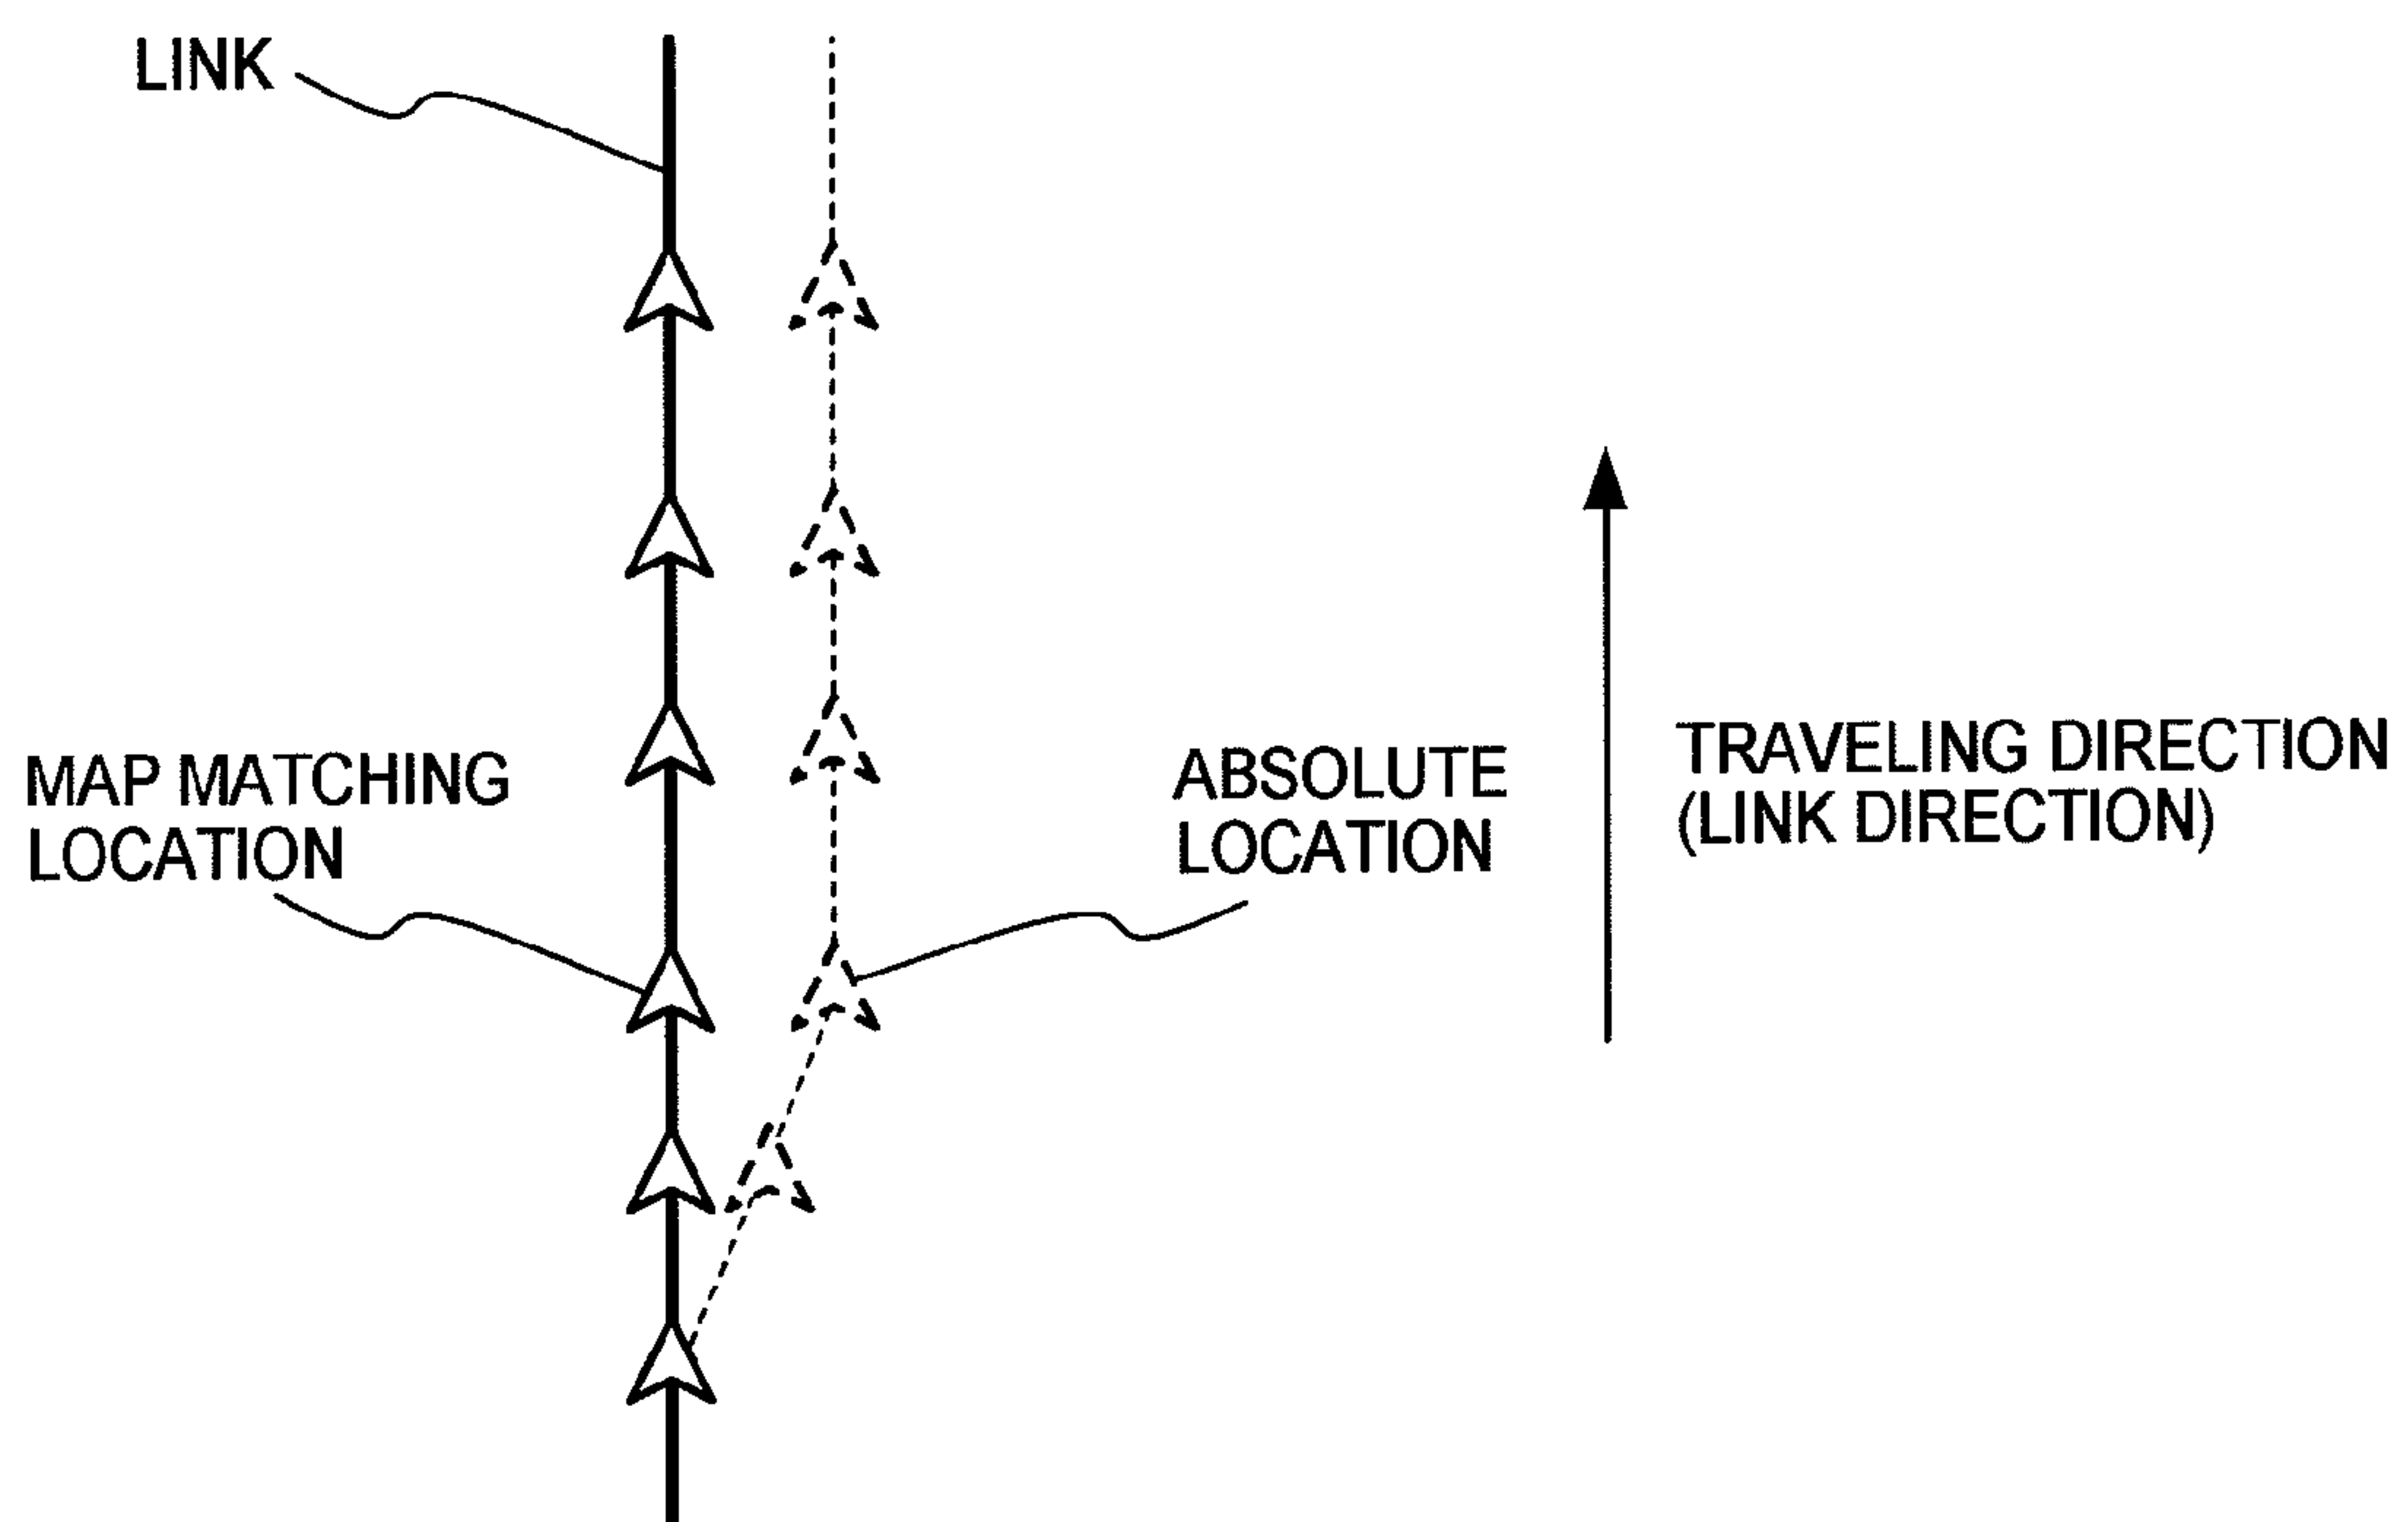 LINK
MAP MATCHING
LOCATION
ABSOLUTE
LOCATION
TRAVELING DIRECTION
(LINK DIRECTION)